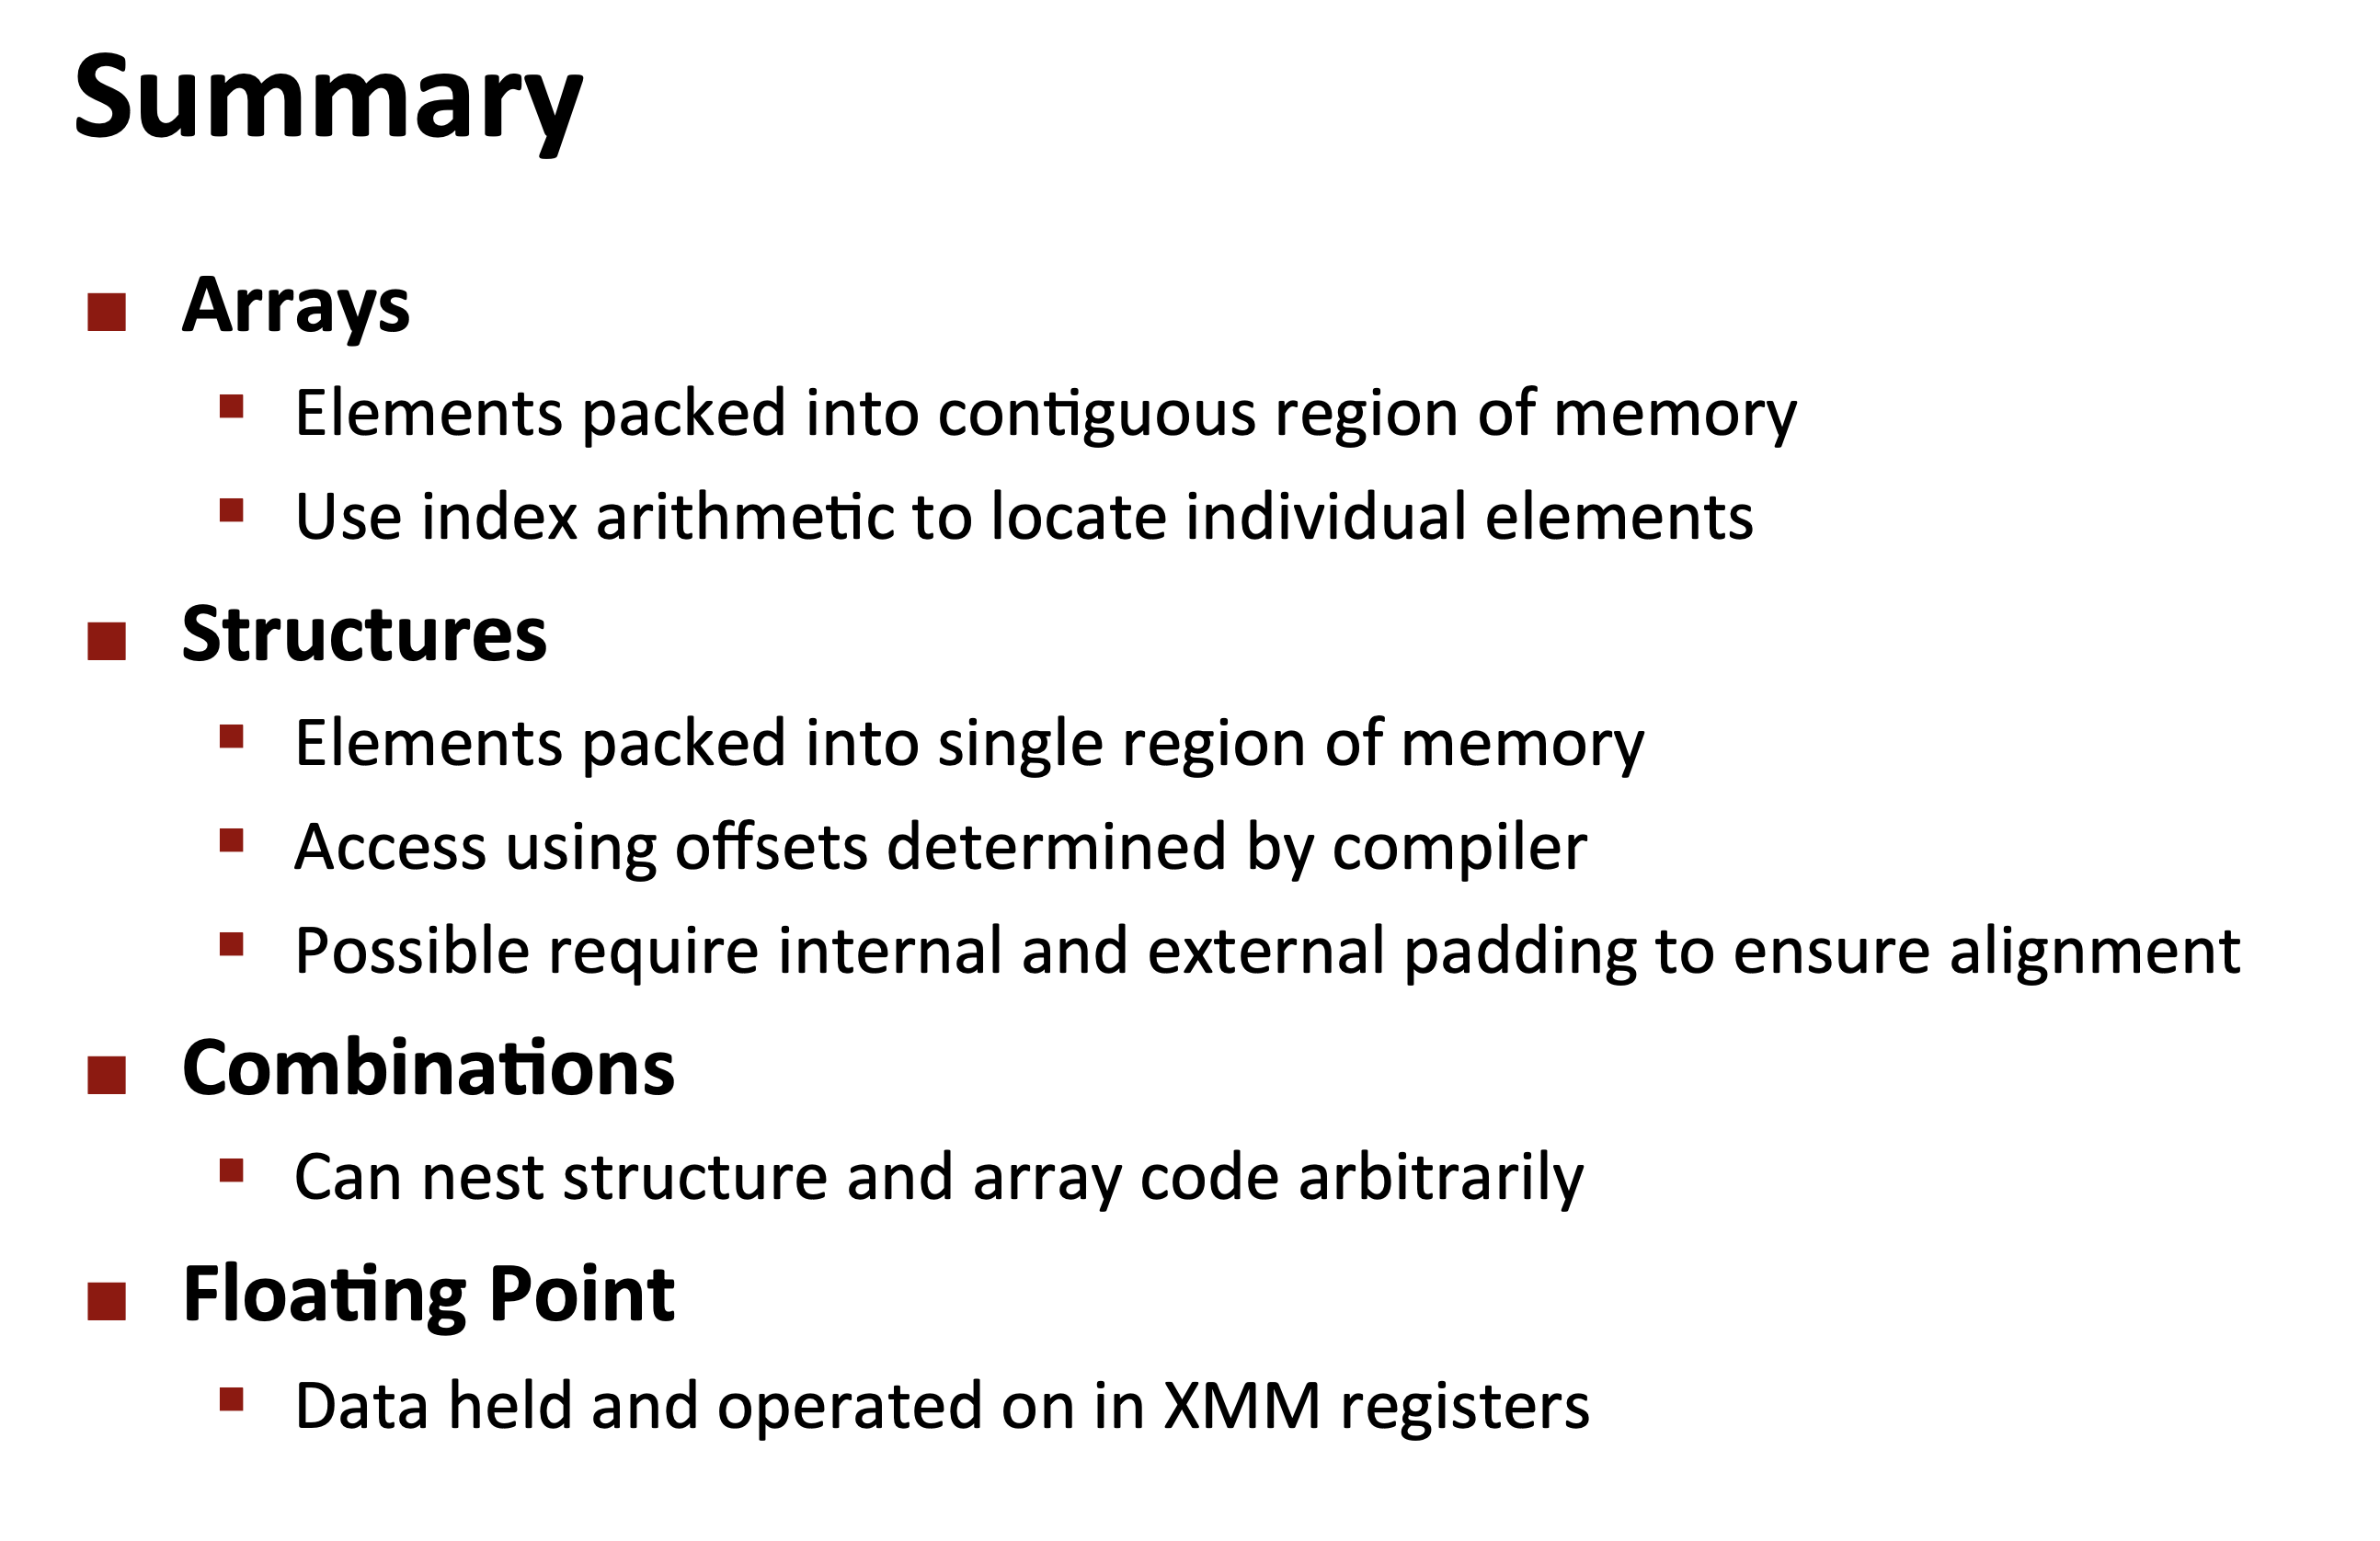 Summary
Arrays
Elements packed into contiguous region of memory
Use index arithmetic to locate individual elements
Structures
Elements packed into single region of memory
Access using offsets determined by compiler
Possible require internal and external padding to ensure alignment
Combinations
Can nest structure and array code arbitrarily
Floating Point
Data held and operated on in XMM registers